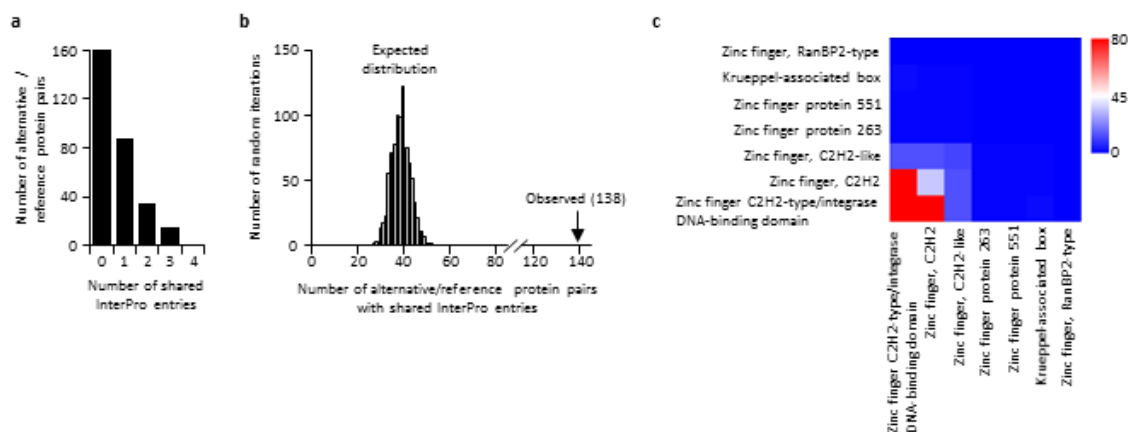 a
160
120
80
40
0
Number of alternative /
reference protein pairs
0 1 2 3 4
Number of shared
InterPro entries
b
150
100
50
0
Number of random iterations
Expected
distribution
Observed (138)
0 20 40 60 80 120 140
Number of alternative/reference protein pairs
with shared InterPro entries
c
Zinc finger, RanBP2-type
Krueppel-associated box
Zinc finger protein 551
Zinc finger protein 263
Zinc finger, C2H2-like
Zinc finger, C2H2
Zinc finger C2H2-type/integrase
DNA-binding domain
80
45
0
Zinc finger C2H2-type/integrase
DNA-binding domain
Zinc finger, C2H2
Zinc finger, C2H2-like
Zinc finger protein 263
Zinc finger protein 551
Krueppel-associated box
Zinc finger, RanBP2-type